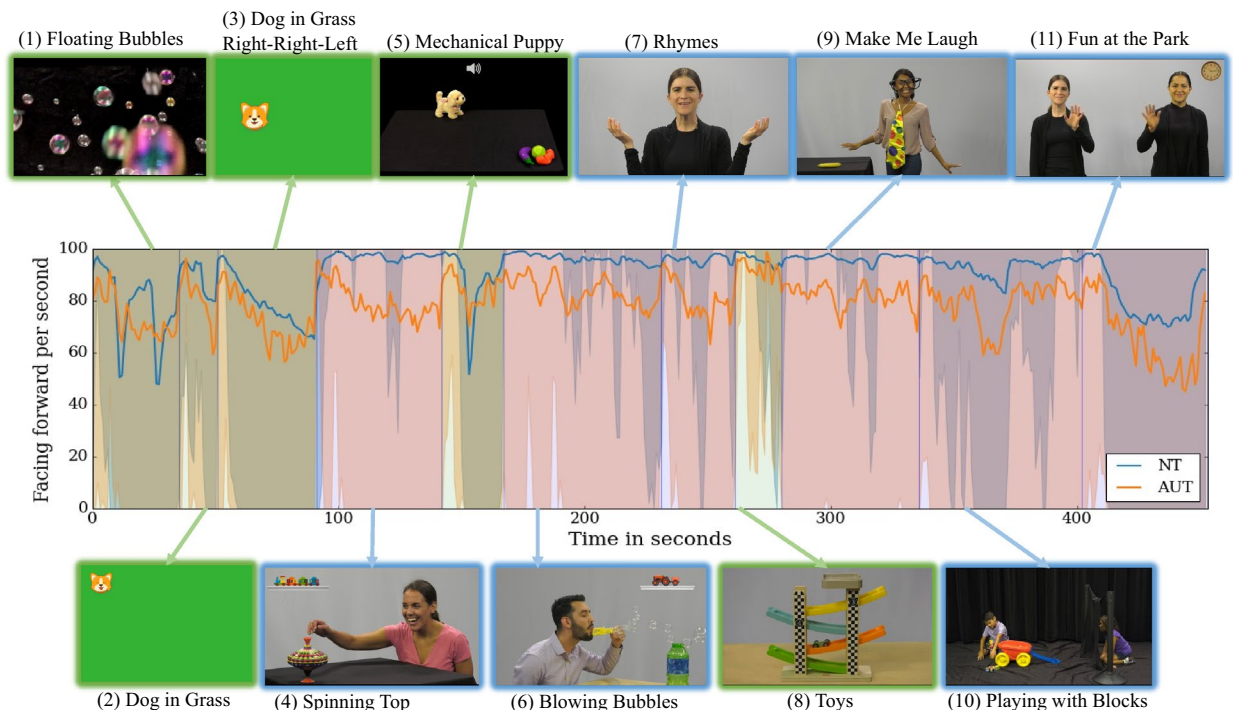 (1) Floating Bubbles
(3) Dog in Grass
Right-Right-Left
(5) Mechanical Puppy
(7) Rhymes
(9) Make Me Laugh
(11) Fun at the Park
Facing forward per second
100
80
60
40
20
0
NT
AUT
0
100
200
300
400
Time in seconds
(2) Dog in Grass
(4) Spinning Top
(6) Blowing Bubbles
(8) Toys
(10) Playing with Blocks